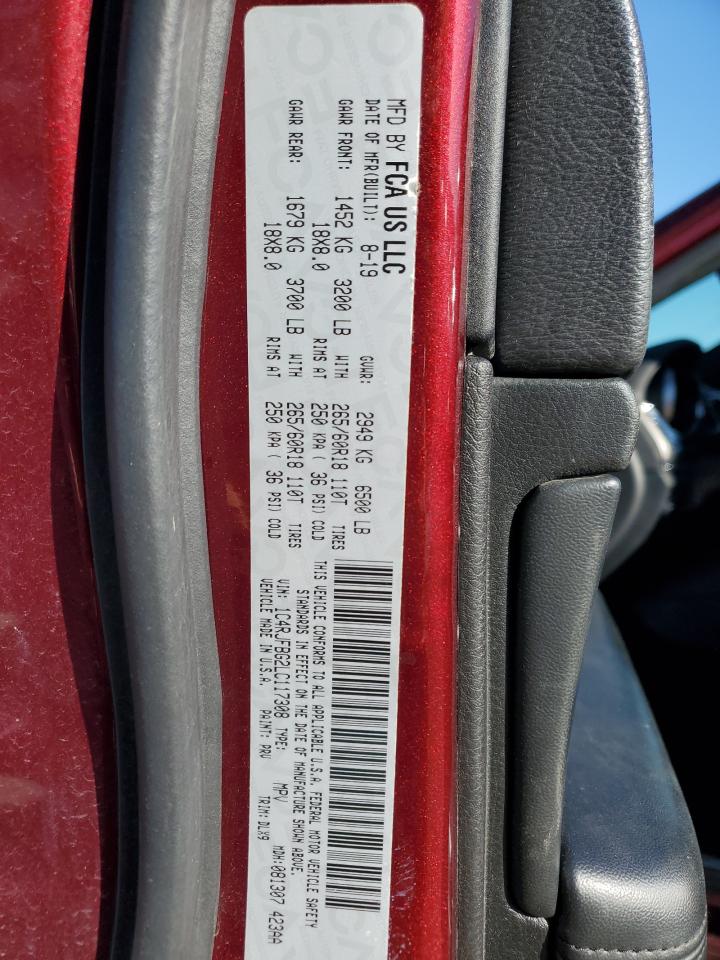 MFD BY FCA US LLC
DATE OF MFR(BUILT): 8-19 GVWR: 2949 KG 6500 LB
GAWR FRONT: 1452 KG 3200 LB WITH 265/60R18 110T TIRES
18X8.0 RIMS AT 250 KPA ( 36 PSI) COLD
GAWR REAR: 1679 KG 3700 LB WITH 265/60R18 110T TIRES
18X8.0 RIMS AT 250 KPA ( 36 PSI) COLD
THIS VEHICLE CONFORMS TO ALL APPLICABLE U.S.A. FEDERAL MOTOR VEHICLE SAFETY
STANDARDS IN EFFECT ON THE DATE OF MANUFACTURE SHOWN ABOVE.
VIN: 1C4RJFBG2LC117308 TYPE: MPV MDH:081307 423AA
VEHICLE MADE IN U.S.A. PAINT: PRV TRIM: DLX9